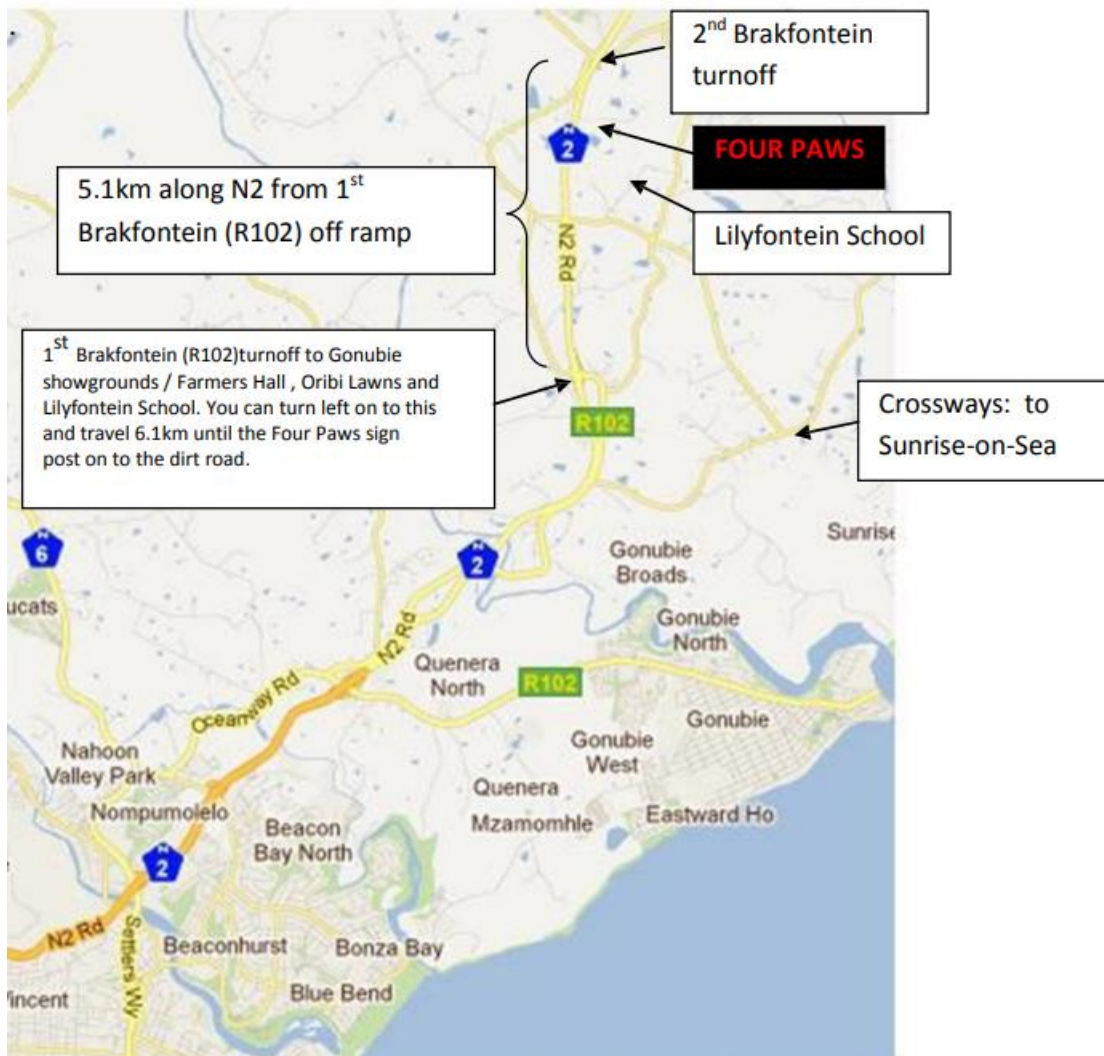 2nd Brakfontein
turnoff
FOUR PAWS
N
2
5.1km along N2 from 1st
Brakfontein (R102) off ramp
Lilyfontein School
N2 Rd
1st Brakfontein (R102)turnoff to Gonubie
showgrounds / Farmers Hall , Oribi Lawns and
Lilyfontein School. You can turn left on to this
and travel 6.1km until the Four Paws sign
post on to the dirt road.
R102
Crossways: to
Sunrise-on-Sea
N
6
N
2
Sunrise
Gonubie
Broads
ucats
Gonubie
North
N2 Rd
Quenera
North
R102
Oceanway Rd
Gonubie
Gonubie
West
Nahoon
Valley Park
Quenera
Nompumolelo
Mzamomhle
Eastward Ho
Beacon
Bay North
N
2
N2 Rd
Settlers Wy
Beaconhurst
Bonza Bay
Blue Bend
Vincent